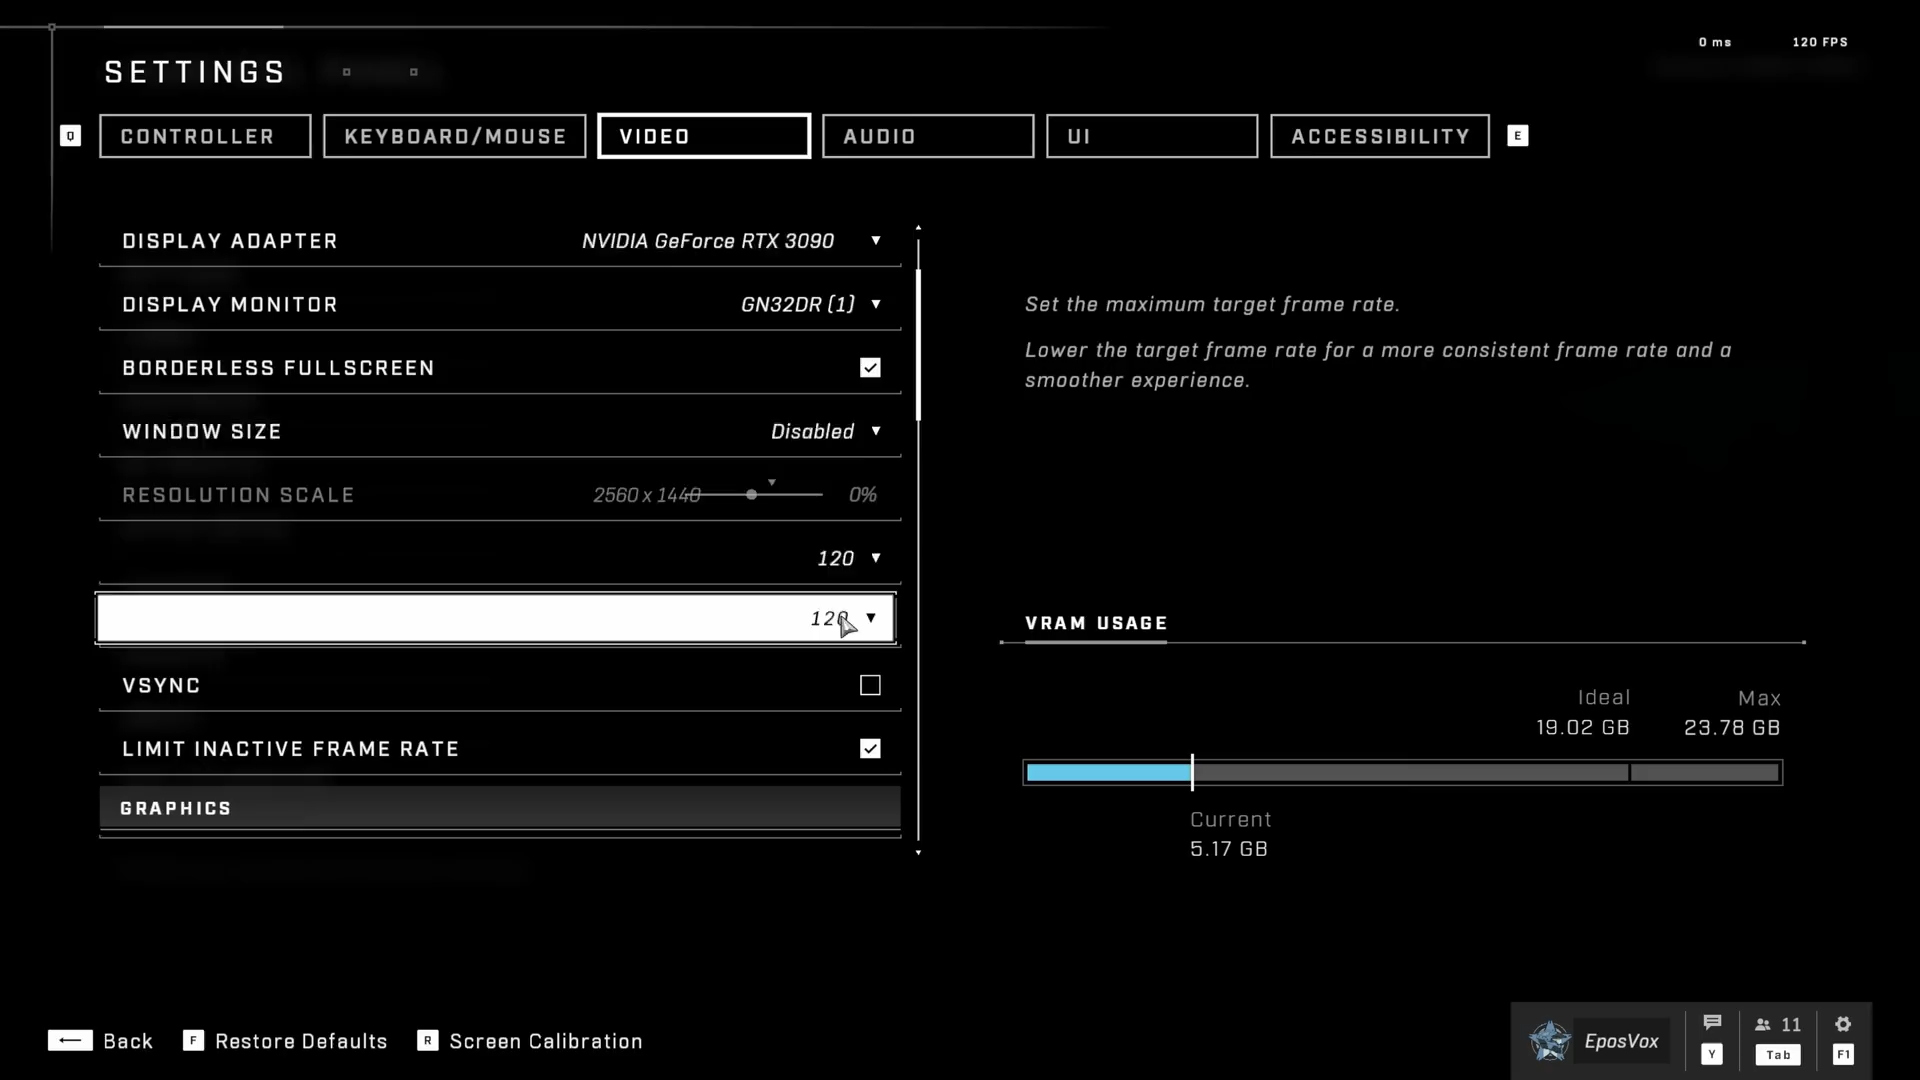 0 ms 120 FPS
SETTINGS
Q CONTROLLER KEYBOARD/MOUSE VIDEO AUDIO UI ACCESSIBILITY E
DISPLAY ADAPTER NVIDIA GeForce RTX 3090
DISPLAY MONITOR GN32DR (1)
BORDERLESS FULLSCREEN
WINDOW SIZE Disabled
RESOLUTION SCALE 2560 x 1440 0%
120
120
VSYNC
LIMIT INACTIVE FRAME RATE
GRAPHICS
Set the maximum target frame rate.
Lower the target frame rate for a more consistent frame rate and a
smoother experience.
VRAM USAGE
Ideal Max
19.02 GB 23.78 GB
Current
5.17 GB
Back F Restore Defaults R Screen Calibration
EposVox
11
Y Tab F1